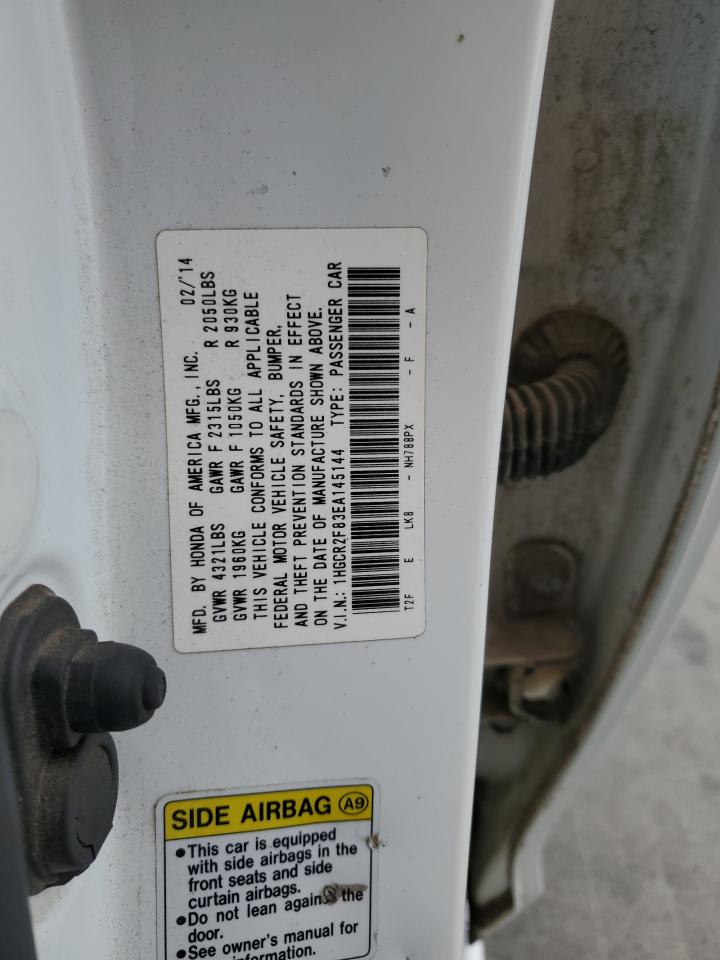 MFD. BY HONDA OF AMERICA MFG., INC. 02/'14
GVWR 4321LBS GAWR F 2315LBS R 2050LBS
GVWR 1960KG GAWR F 1050KG R 930KG
THIS VEHICLE CONFORMS TO ALL APPLICABLE
FEDERAL MOTOR VEHICLE SAFETY, BUMPER,
AND THEFT PREVENTION STANDARDS IN EFFECT
ON THE DATE OF MANUFACTURE SHOWN ABOVE.
V.I.N.: 1HGCR2F83EA145144 TYPE: PASSENGER CAR
T2F E LKB - NH788PX - F - A
SIDE AIRBAG A9
•This car is equipped
with side airbags in the
front seats and side
curtain airbags.
•Do not lean against the
door.
•See owner's manual for
information.